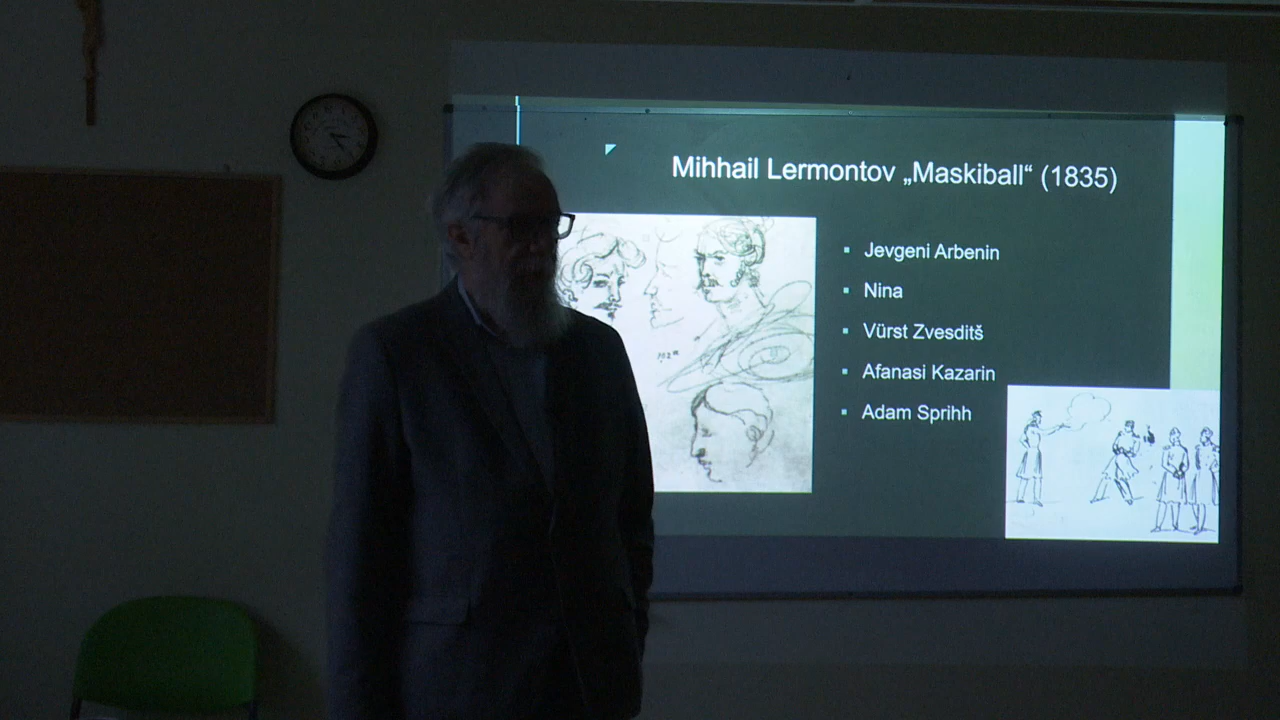 Mihhail Lermontov „Maskiball“ (1835)
Jevgeni Arbenin
Nina
Vürst Zvesditš
Afanasi Kazarin
Adam Sprihh